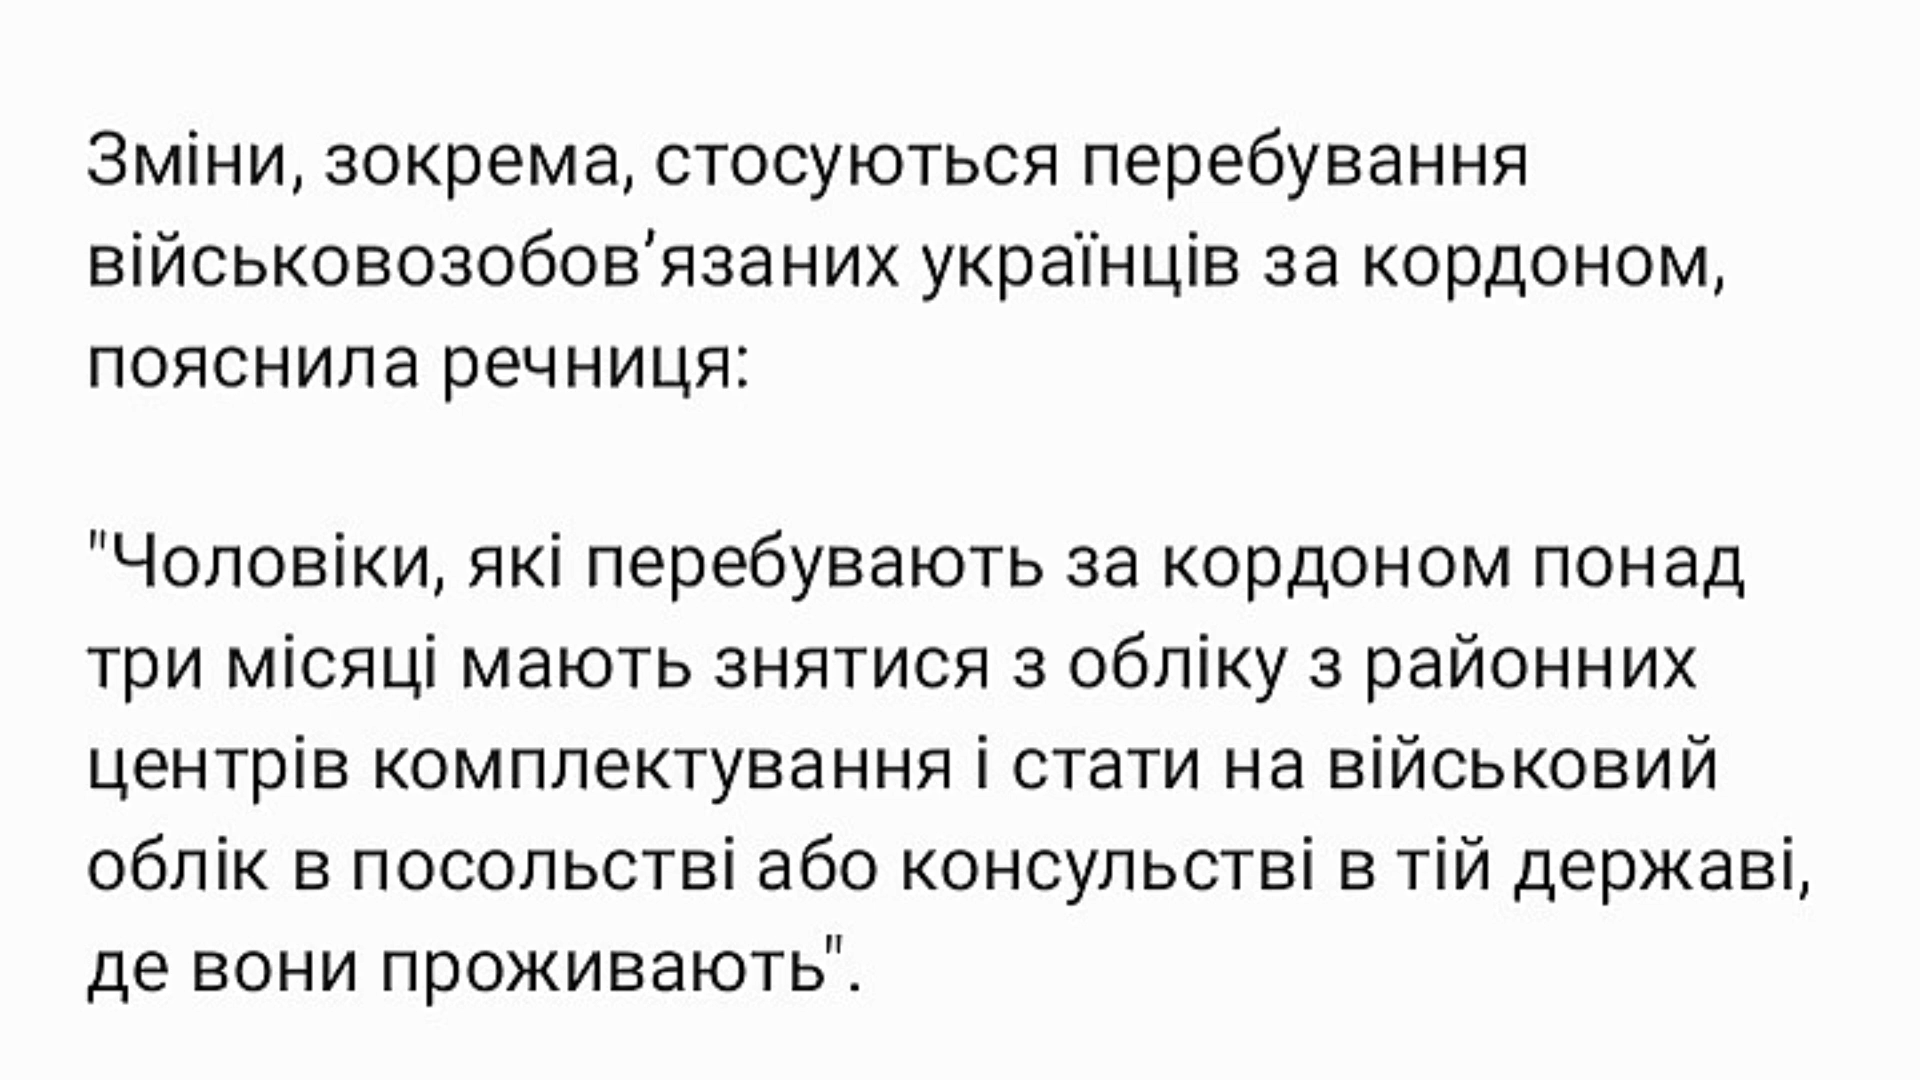 Зміни, зокрема, стосуються перебування
військовозобов’язаних українців за кордоном,
пояснила речниця:
"Чоловіки, які перебувають за кордоном понад
три місяці мають знятися з обліку з районних
центрів комплектування і стати на військовий
облік в посольстві або консульстві в тій державі,
де вони проживають".